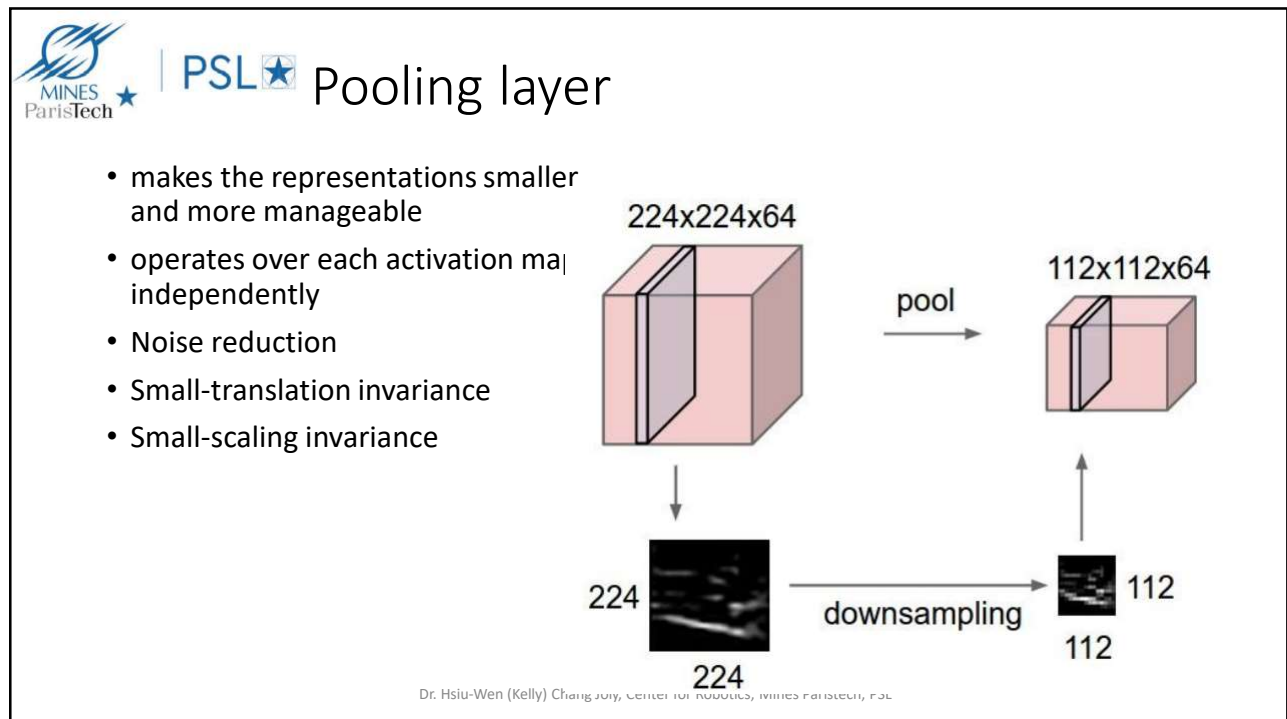 MINES
ParisTech
PSL
Pooling layer
• makes the representations smaller
and more manageable
• operates over each activation map
independently
• Noise reduction
• Small-translation invariance
• Small-scaling invariance
224x224x64
pool
112x112x64
224
224
downsampling
112
112
Dr. Hsiu-Wen (Kelly) Chang Joly, Center for Robotics, Mines Paristech, PSL